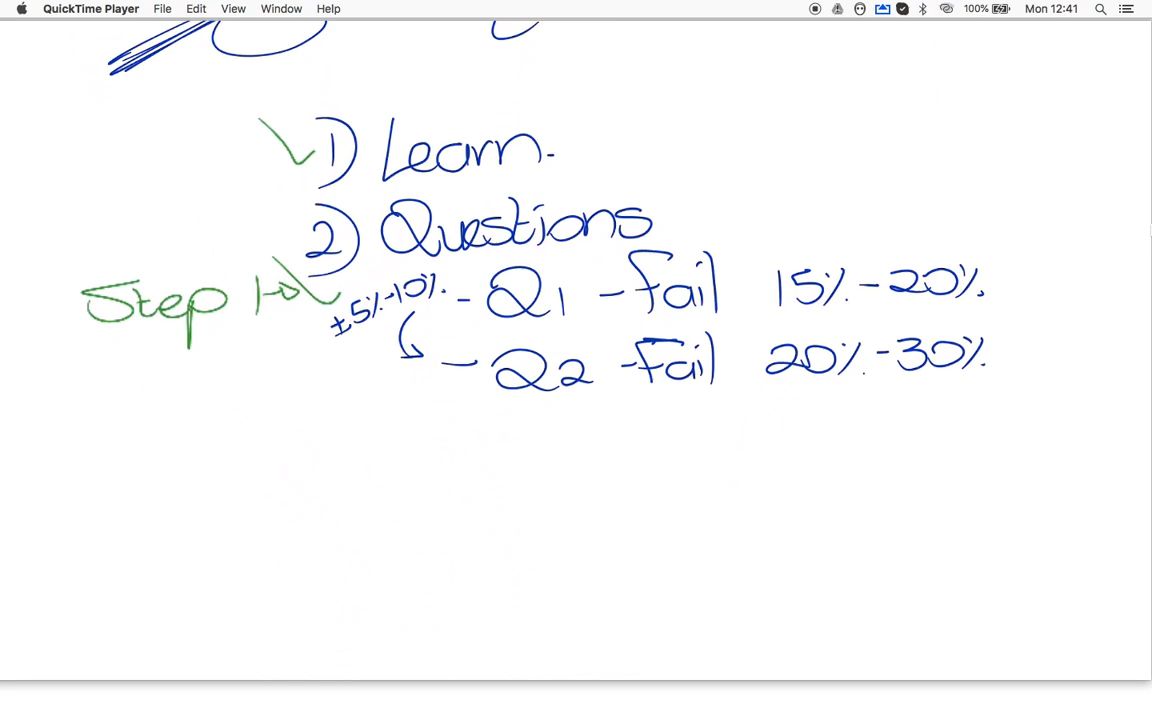 QuickTime Player File Edit View Window Help 100% Mon 12:41
1) Learn.
2) Questions
Step 1→
±5%-10%. - Q1 - fail 15% - 20%.
- Q2 - fail 20% - 30%.